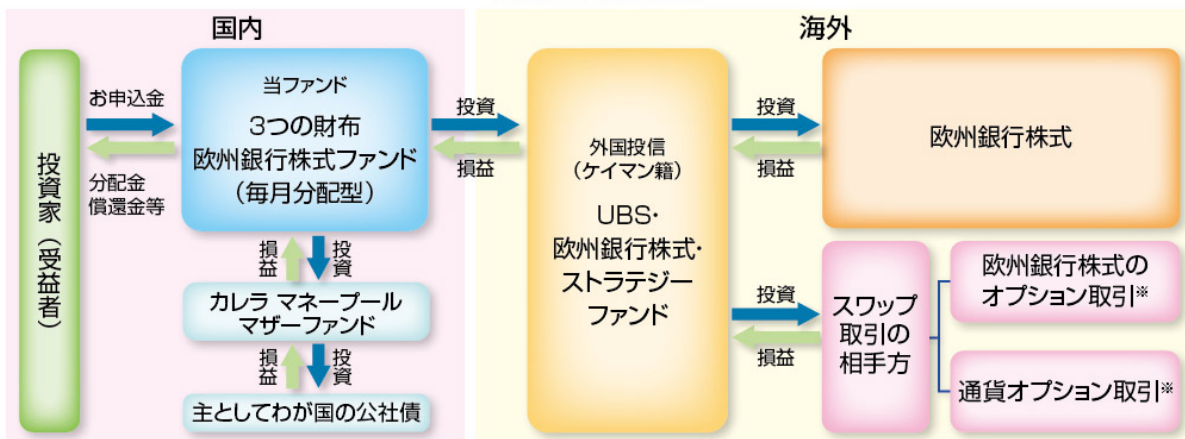 国内
海外
投資家（受益者）
お申込金
分配金
償還金等
当ファンド
3つの財布
欧州銀行株式ファンド
（毎月分配型）
損益
投資
カレラ マネープール
マザーファンド
損益
投資
主としてわが国の公社債
投資
損益
外国投信
（ケイマン籍）
UBS・
欧州銀行株式・
ストラテジー
ファンド
投資
損益
欧州銀行株式
投資
損益
スワップ
取引の
相手方
欧州銀行株式の
オプション取引※
通貨オプション取引※